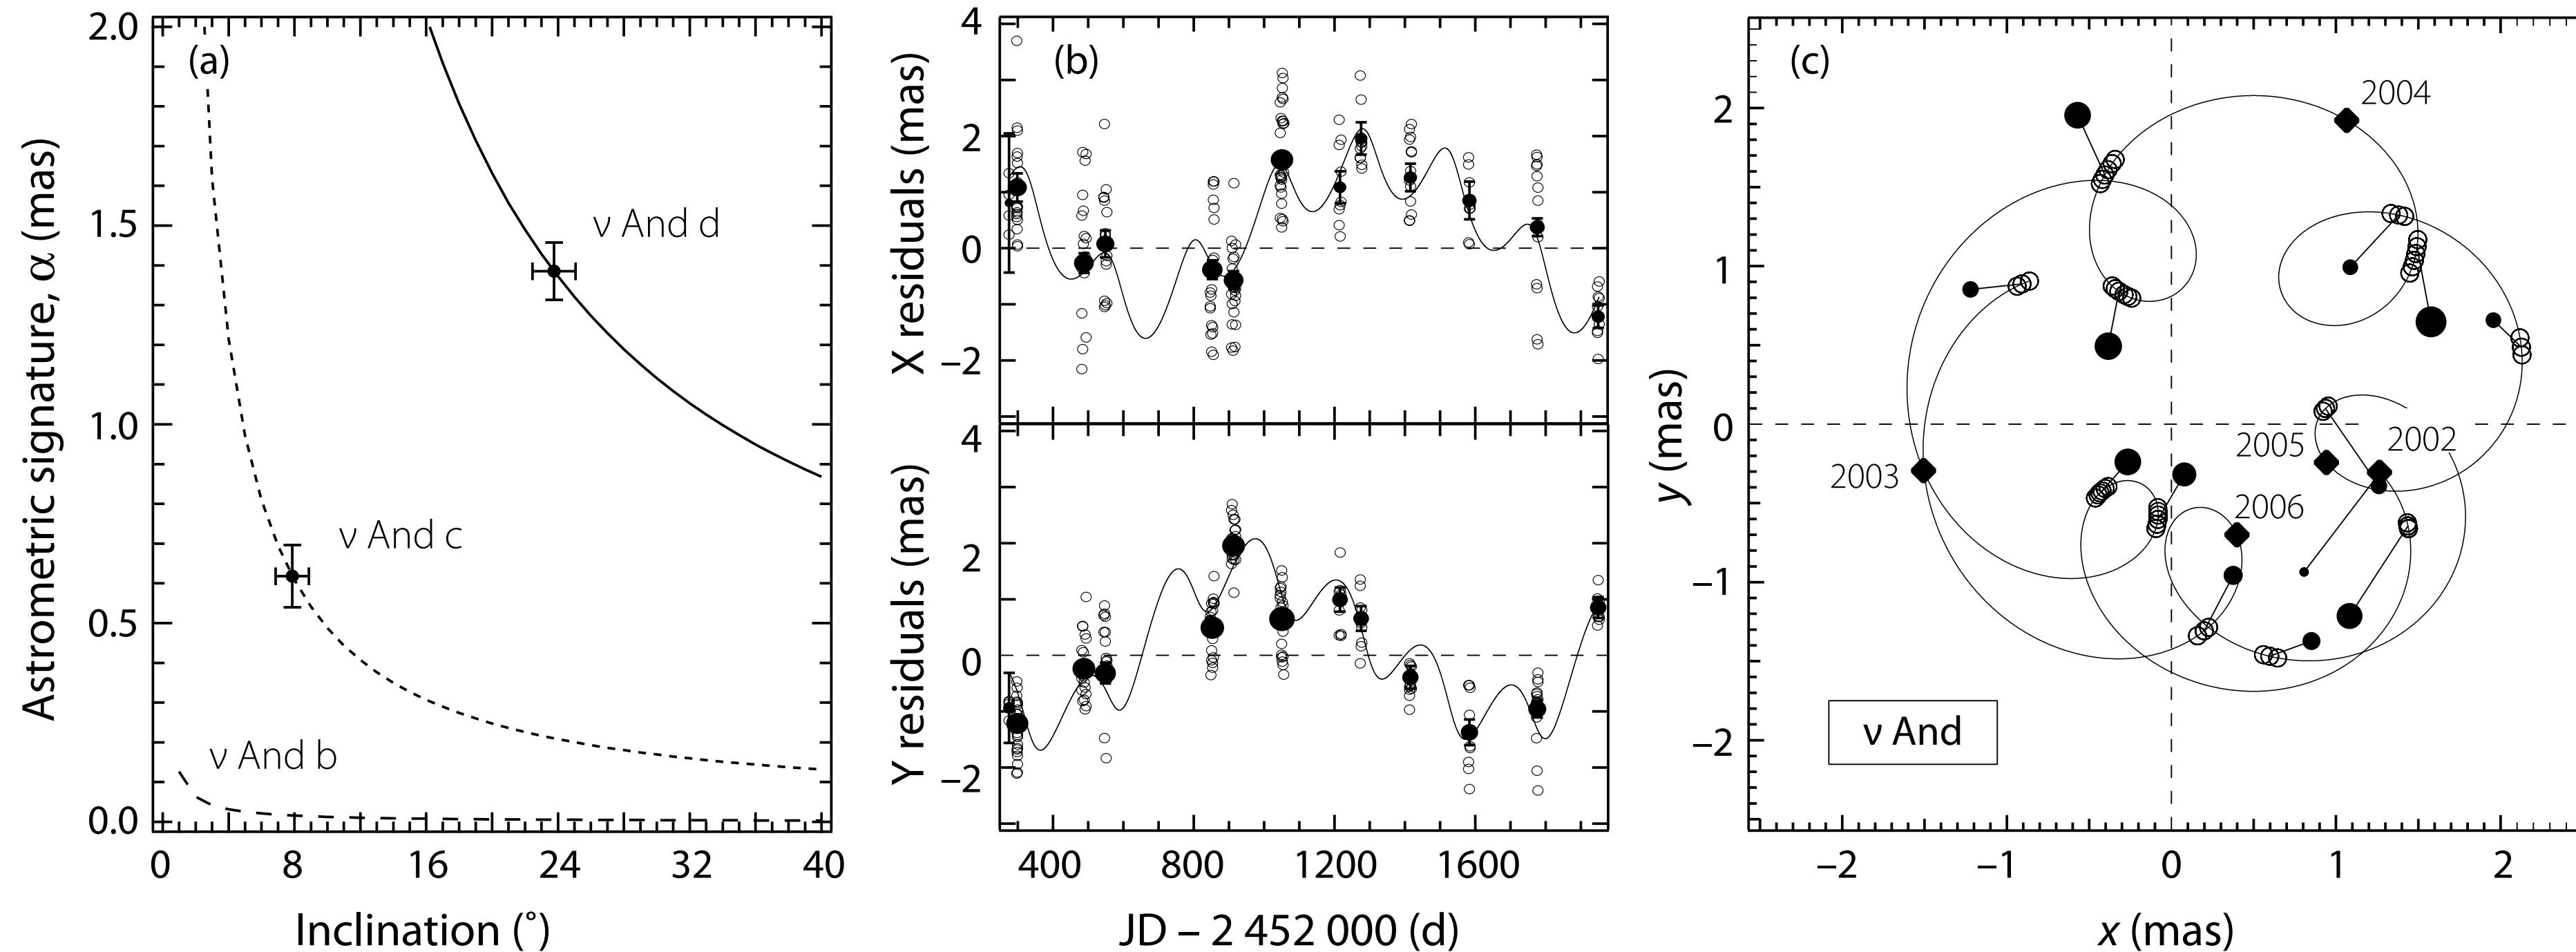 (a)
2.0
1.5
1.0
0.5
0.0
Astrometric signature, α (mas)
ν And d
ν And c
ν And b
0 8 16 24 32 40
Inclination (°)
(b)
4
2
0
−2
X residuals (mas)
4
2
0
−2
Y residuals (mas)
400 800 1200 1600
JD − 2 452 000 (d)
(c)
2
1
0
−1
−2
y (mas)
2004
2005
2002
2003
2006
ν And
−2 −1 0 1 2
x (mas)